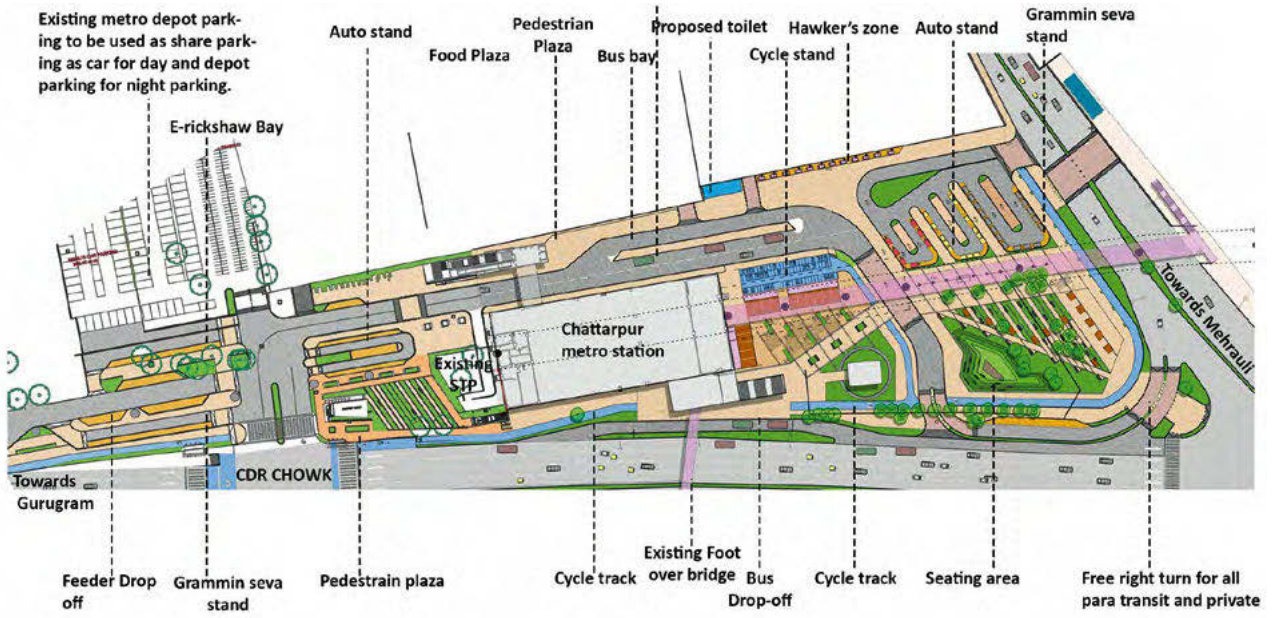 Existing metro depot park-
ing to be used as share park-
ing as car for day and depot
parking for night parking.
E-rickshaw Bay
Auto stand
Food Plaza
Pedestrian
Plaza
Bus bay
Proposed toilet
Cycle stand
Hawker's zone
Auto stand
Grammin seva
stand
Chattarpur
metro station
Existing
STP
Towards Mehrauli
Towards
Gurugram
CDR CHOWK
Feeder Drop
off
Grammin seva
stand
Pedestrain plaza
Cycle track
Existing Foot
over bridge
Bus
Drop-off
Cycle track
Seating area
Free right turn for all
para transit and private